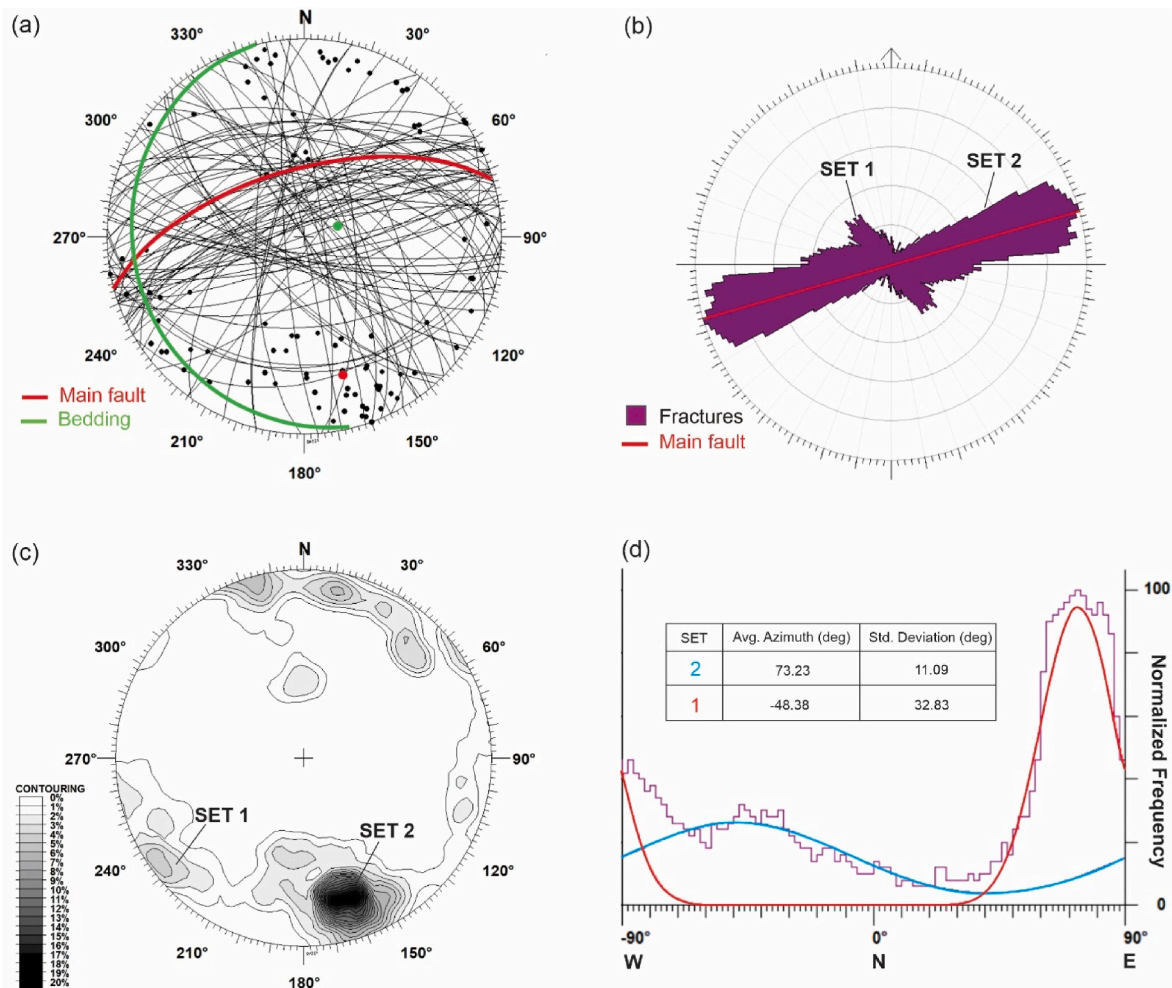 (a)
N
30°
60°
90°
120°
150°
180°
210°
240°
270°
300°
330°
Main fault
Bedding
(b)
SET 1
SET 2
Fractures
Main fault
(c)
N
30°
60°
90°
120°
150°
180°
210°
240°
270°
300°
330°
SET 1
SET 2
CONTOURING
0%
1%
2%
3%
4%
5%
6%
7%
8%
9%
10%
11%
12%
13%
14%
15%
16%
17%
18%
19%
20%
(d)
SET Avg. Azimuth (deg) Std. Deviation (deg)
2 73.23 11.09
1 -48.38 32.83
100
Normalized Frequency
0
-90° 0° 90°
W N E